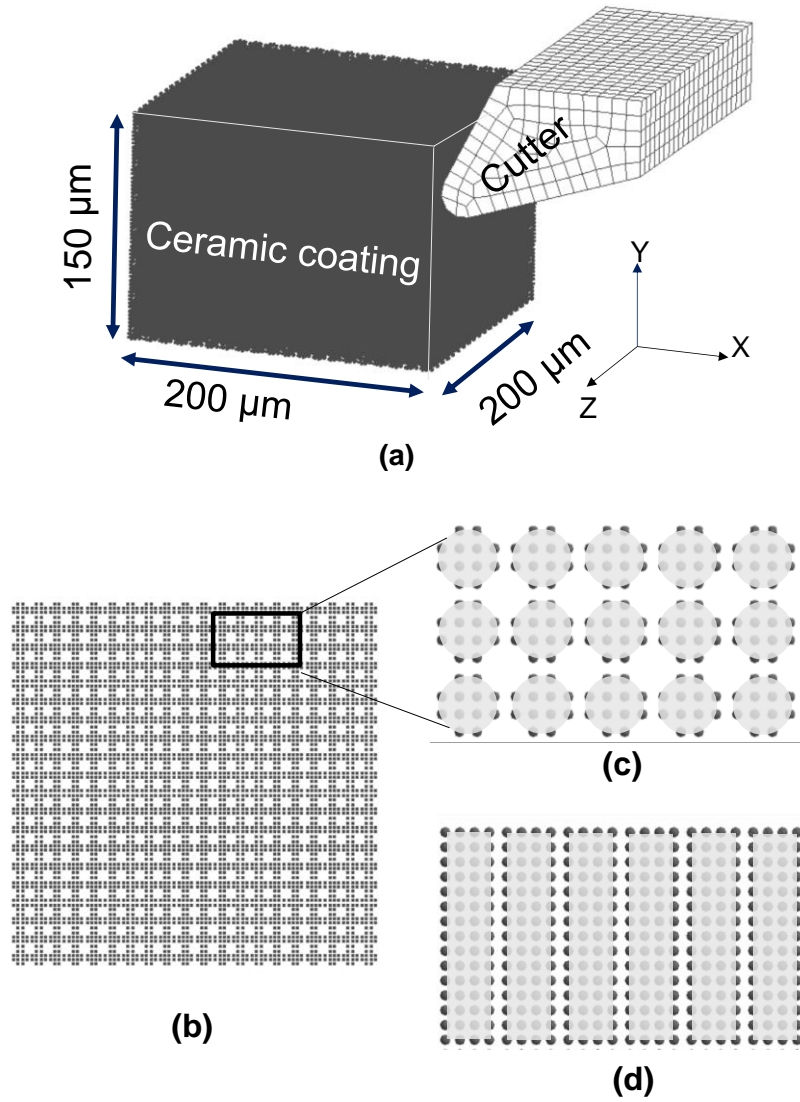 Cutter
150 µm
Ceramic coating
Y
X
Z
200 µm
200 µm
(a)
(b)
(c)
(d)